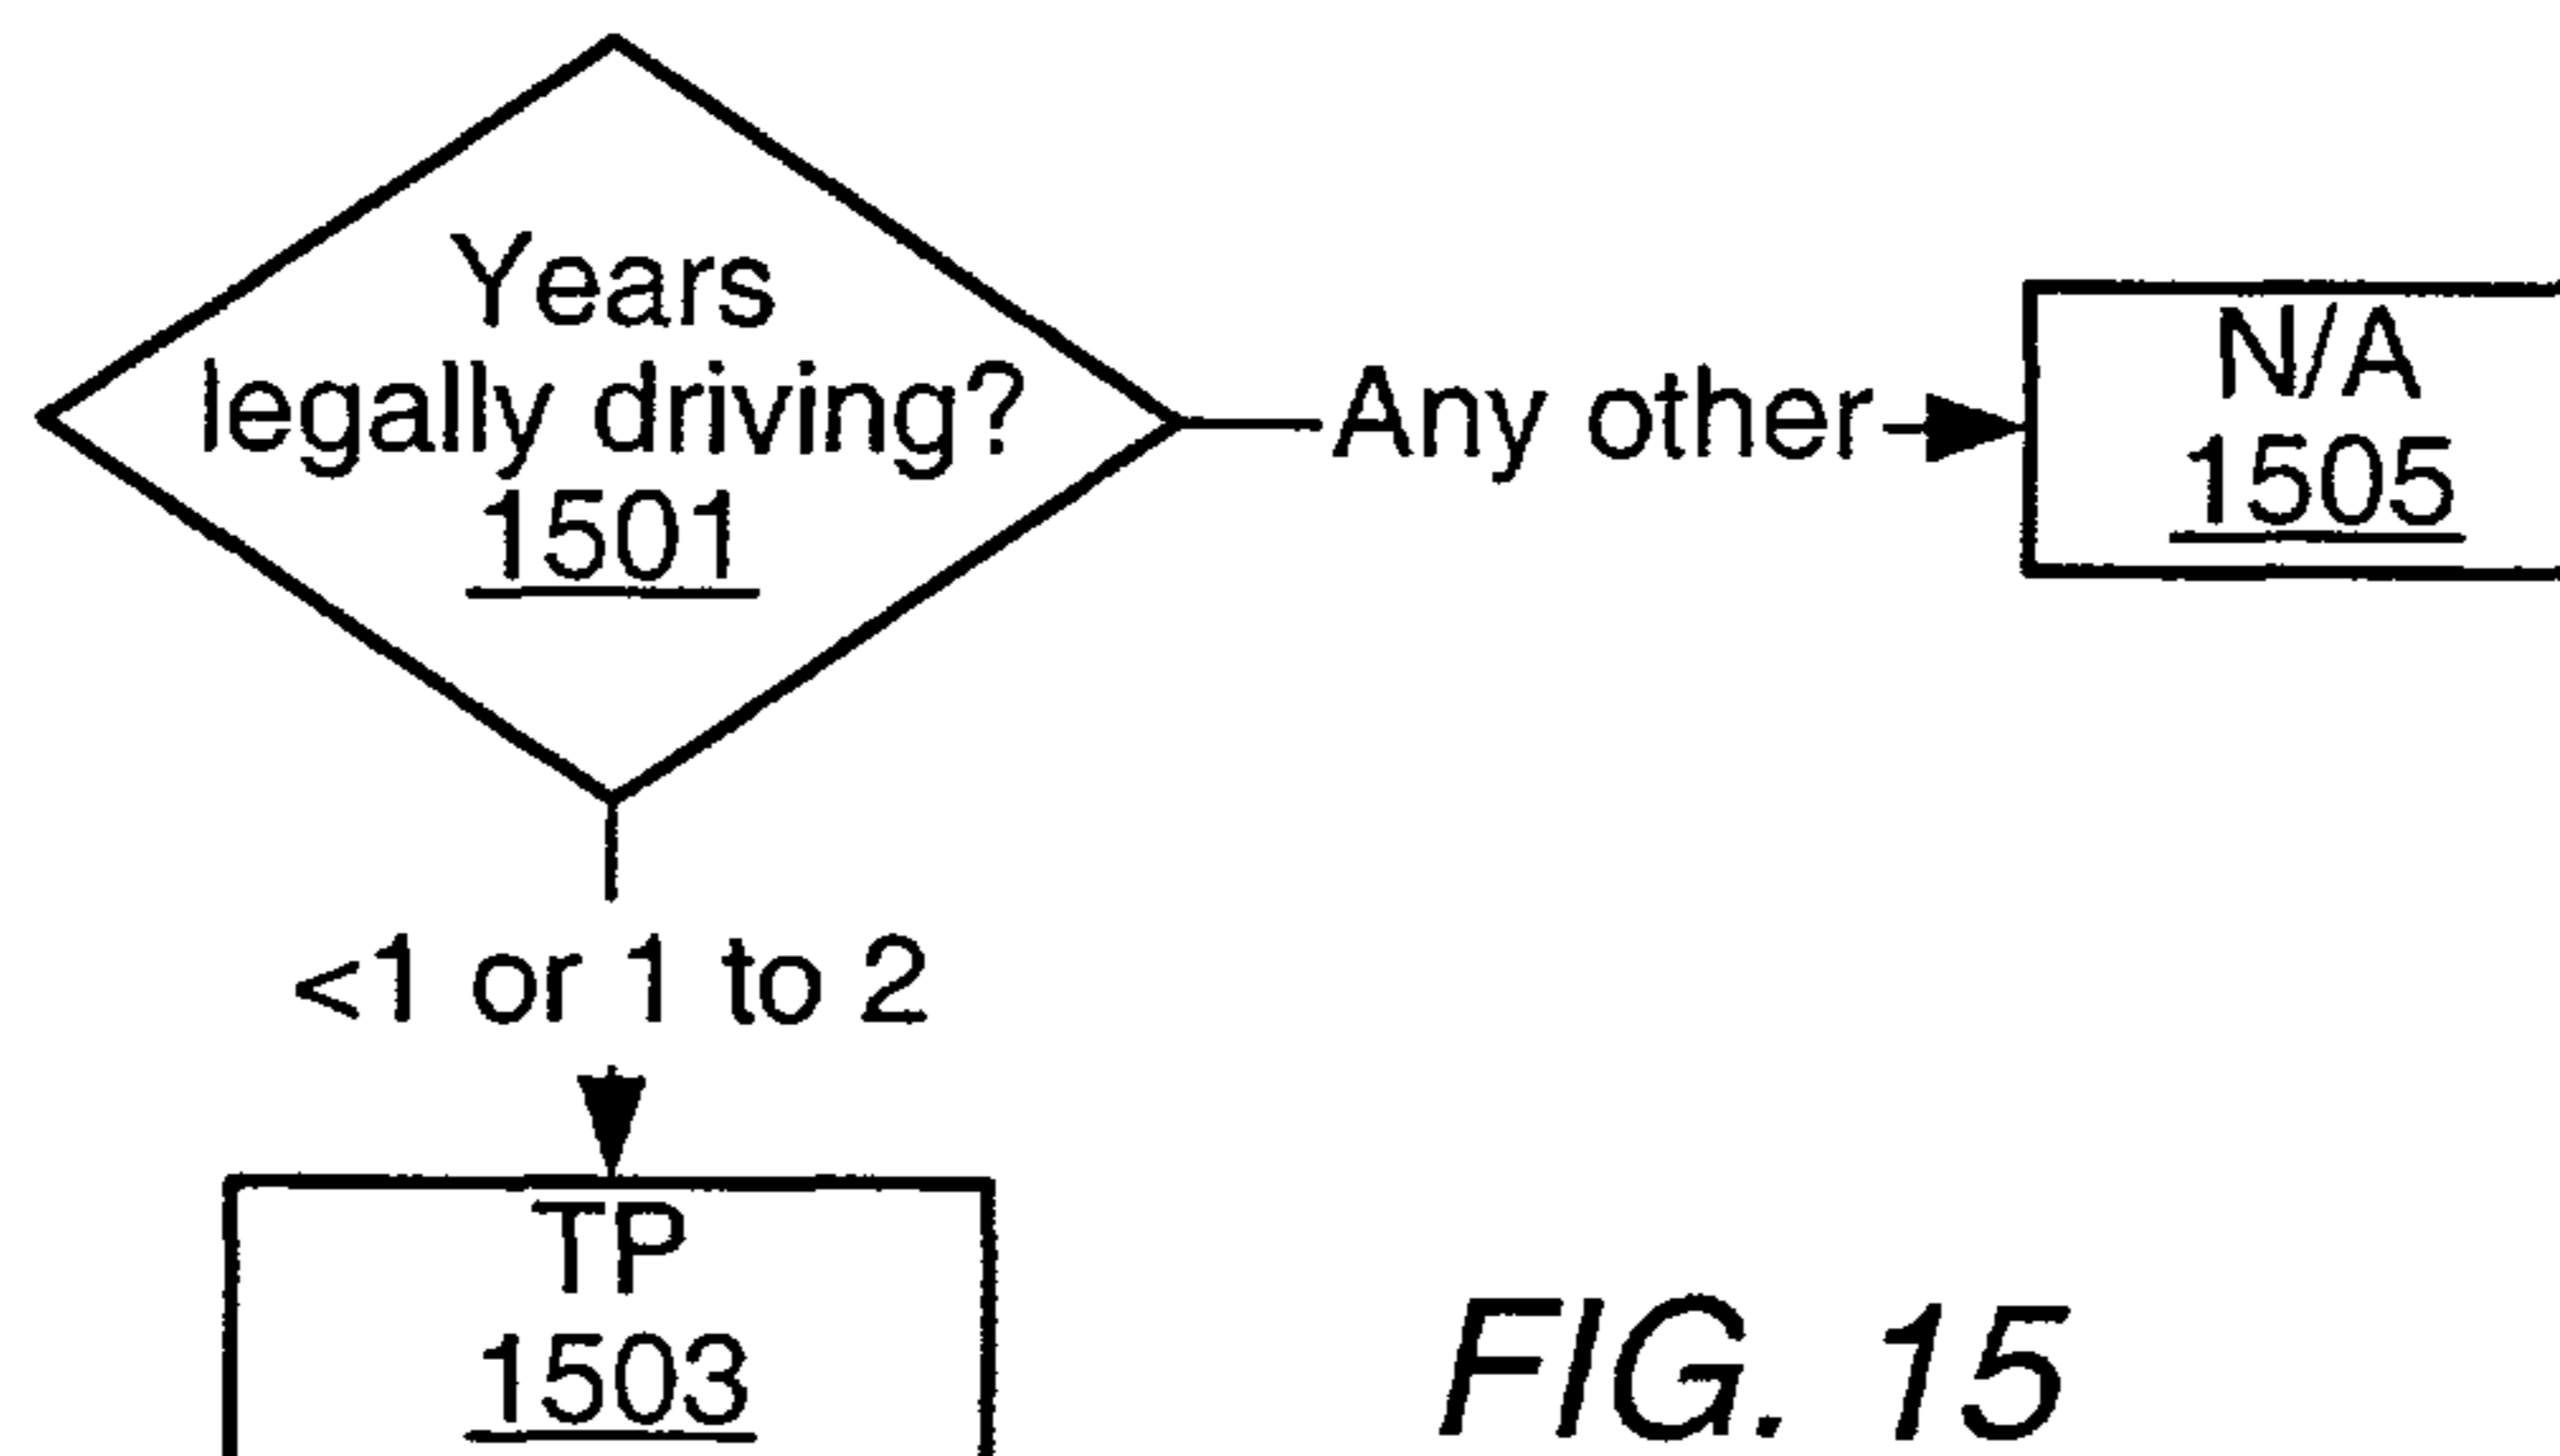 Years
legally driving?
1501
Any other
N/A
1505
<1 or 1 to 2
TP
1503
FIG. 15